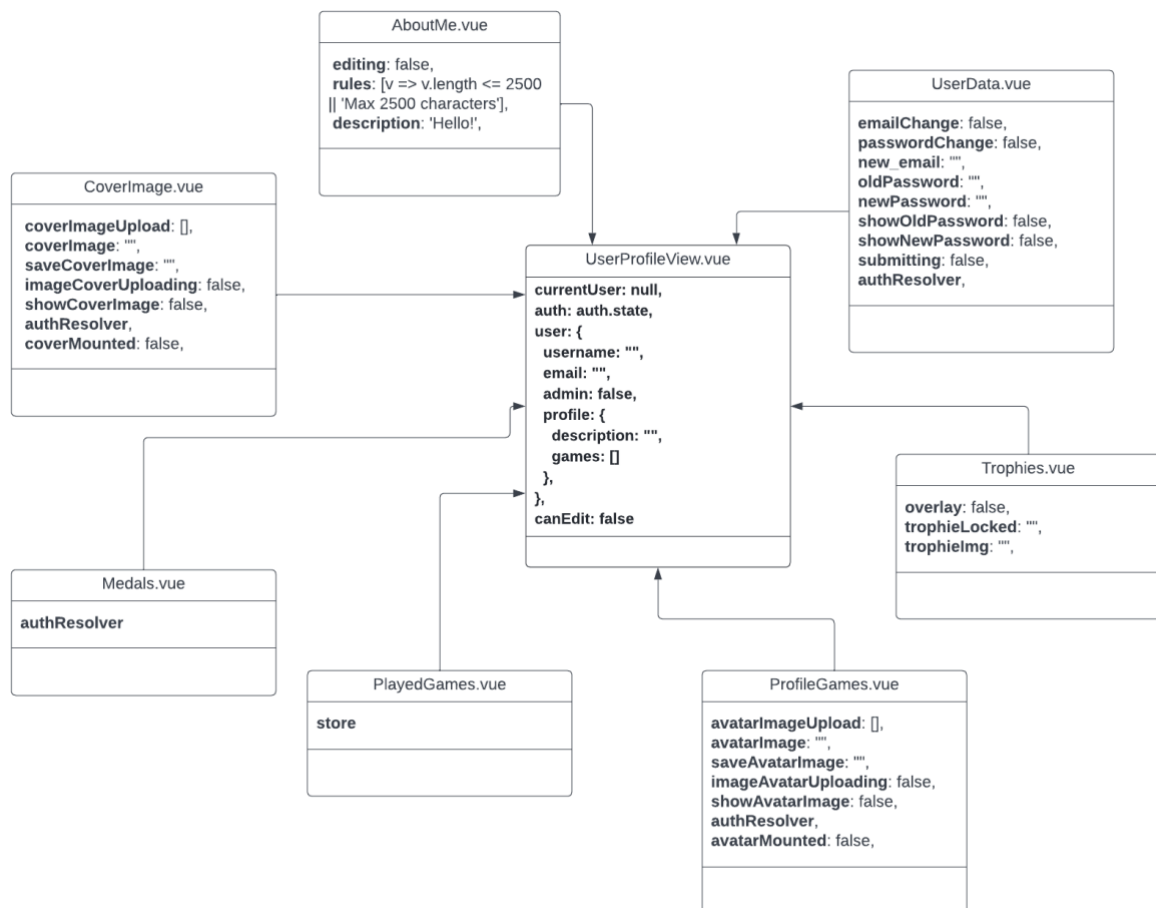 AboutMe.vue
editing: false,
rules: [v => v.length <= 2500
|| 'Max 2500 characters'],
description: 'Hello!',
UserData.vue
emailChange: false,
passwordChange: false,
new_email: "",
oldPassword: "",
newPassword: "",
showOldPassword: false,
showNewPassword: false,
submitting: false,
authResolver,
CoverImage.vue
coverImageUpload: [],
coverImage: "",
saveCoverImage: "",
imageCoverUploading: false,
showCoverImage: false,
authResolver,
coverMounted: false,
UserProfileView.vue
currentUser: null,
auth: auth.state,
user: {
username: "",
email: "",
admin: false,
profile: {
description: "",
games: []
},
},
canEdit: false
Trophies.vue
overlay: false,
trophieLocked: "",
trophieImg: "",
Medals.vue
authResolver
PlayedGames.vue
store
ProfileGames.vue
avatarImageUpload: [],
avatarImage: "",
saveAvatarImage: "",
imageAvatarUploading: false,
showAvatarImage: false,
authResolver,
avatarMounted: false,